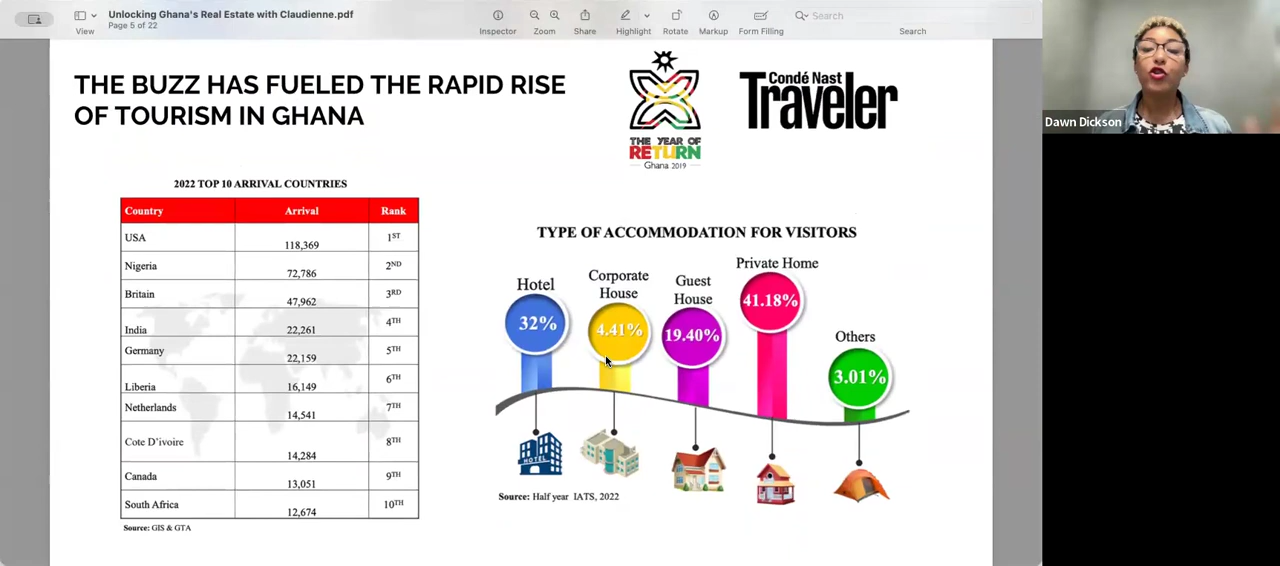 Unlocking Ghana's Real Estate with Claudienne.pdf
Page 5 of 22
View
Inspector
Zoom
Share
Highlight
Rotate
Markup
Form Filling
Search
Search
THE BUZZ HAS FUELED THE RAPID RISE
OF TOURISM IN GHANA
THE YEAR OF
RETURN
Ghana 2019
Condé Nast
Traveler
Dawn Dickson
2022 TOP 10 ARRIVAL COUNTRIES
Country Arrival Rank
USA 118,369 1ST
Nigeria 72,786 2ND
Britain 47,962 3RD
India 22,261 4TH
Germany 22,159 5TH
Liberia 16,149 6TH
Netherlands 14,541 7TH
Cote D'ivoire 14,284 8TH
Canada 13,051 9TH
South Africa 12,674 10TH
Source: GIS & GTA
TYPE OF ACCOMMODATION FOR VISITORS
Hotel
32%
Corporate
House
4.41%
Guest
House
19.40%
Private Home
41.18%
Others
3.01%
HOTEL
Source: Half year IATS, 2022